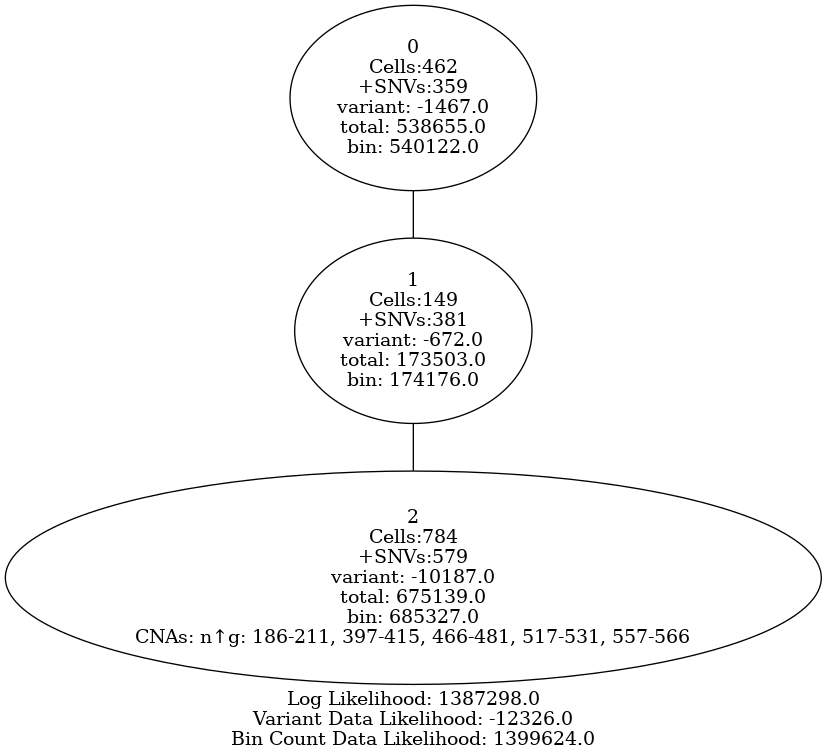 0
Cells:462
+SNVs:359
variant: -1467.0
total: 538655.0
bin: 540122.0
1
Cells:149
+SNVs:381
variant: -672.0
total: 173503.0
bin: 174176.0
2
Cells:784
+SNVs:579
variant: -10187.0
total: 675139.0
bin: 685327.0
CNAs: n↑g: 186-211, 397-415, 466-481, 517-531, 557-566
Log Likelihood: 1387298.0
Variant Data Likelihood: -12326.0
Bin Count Data Likelihood: 1399624.0